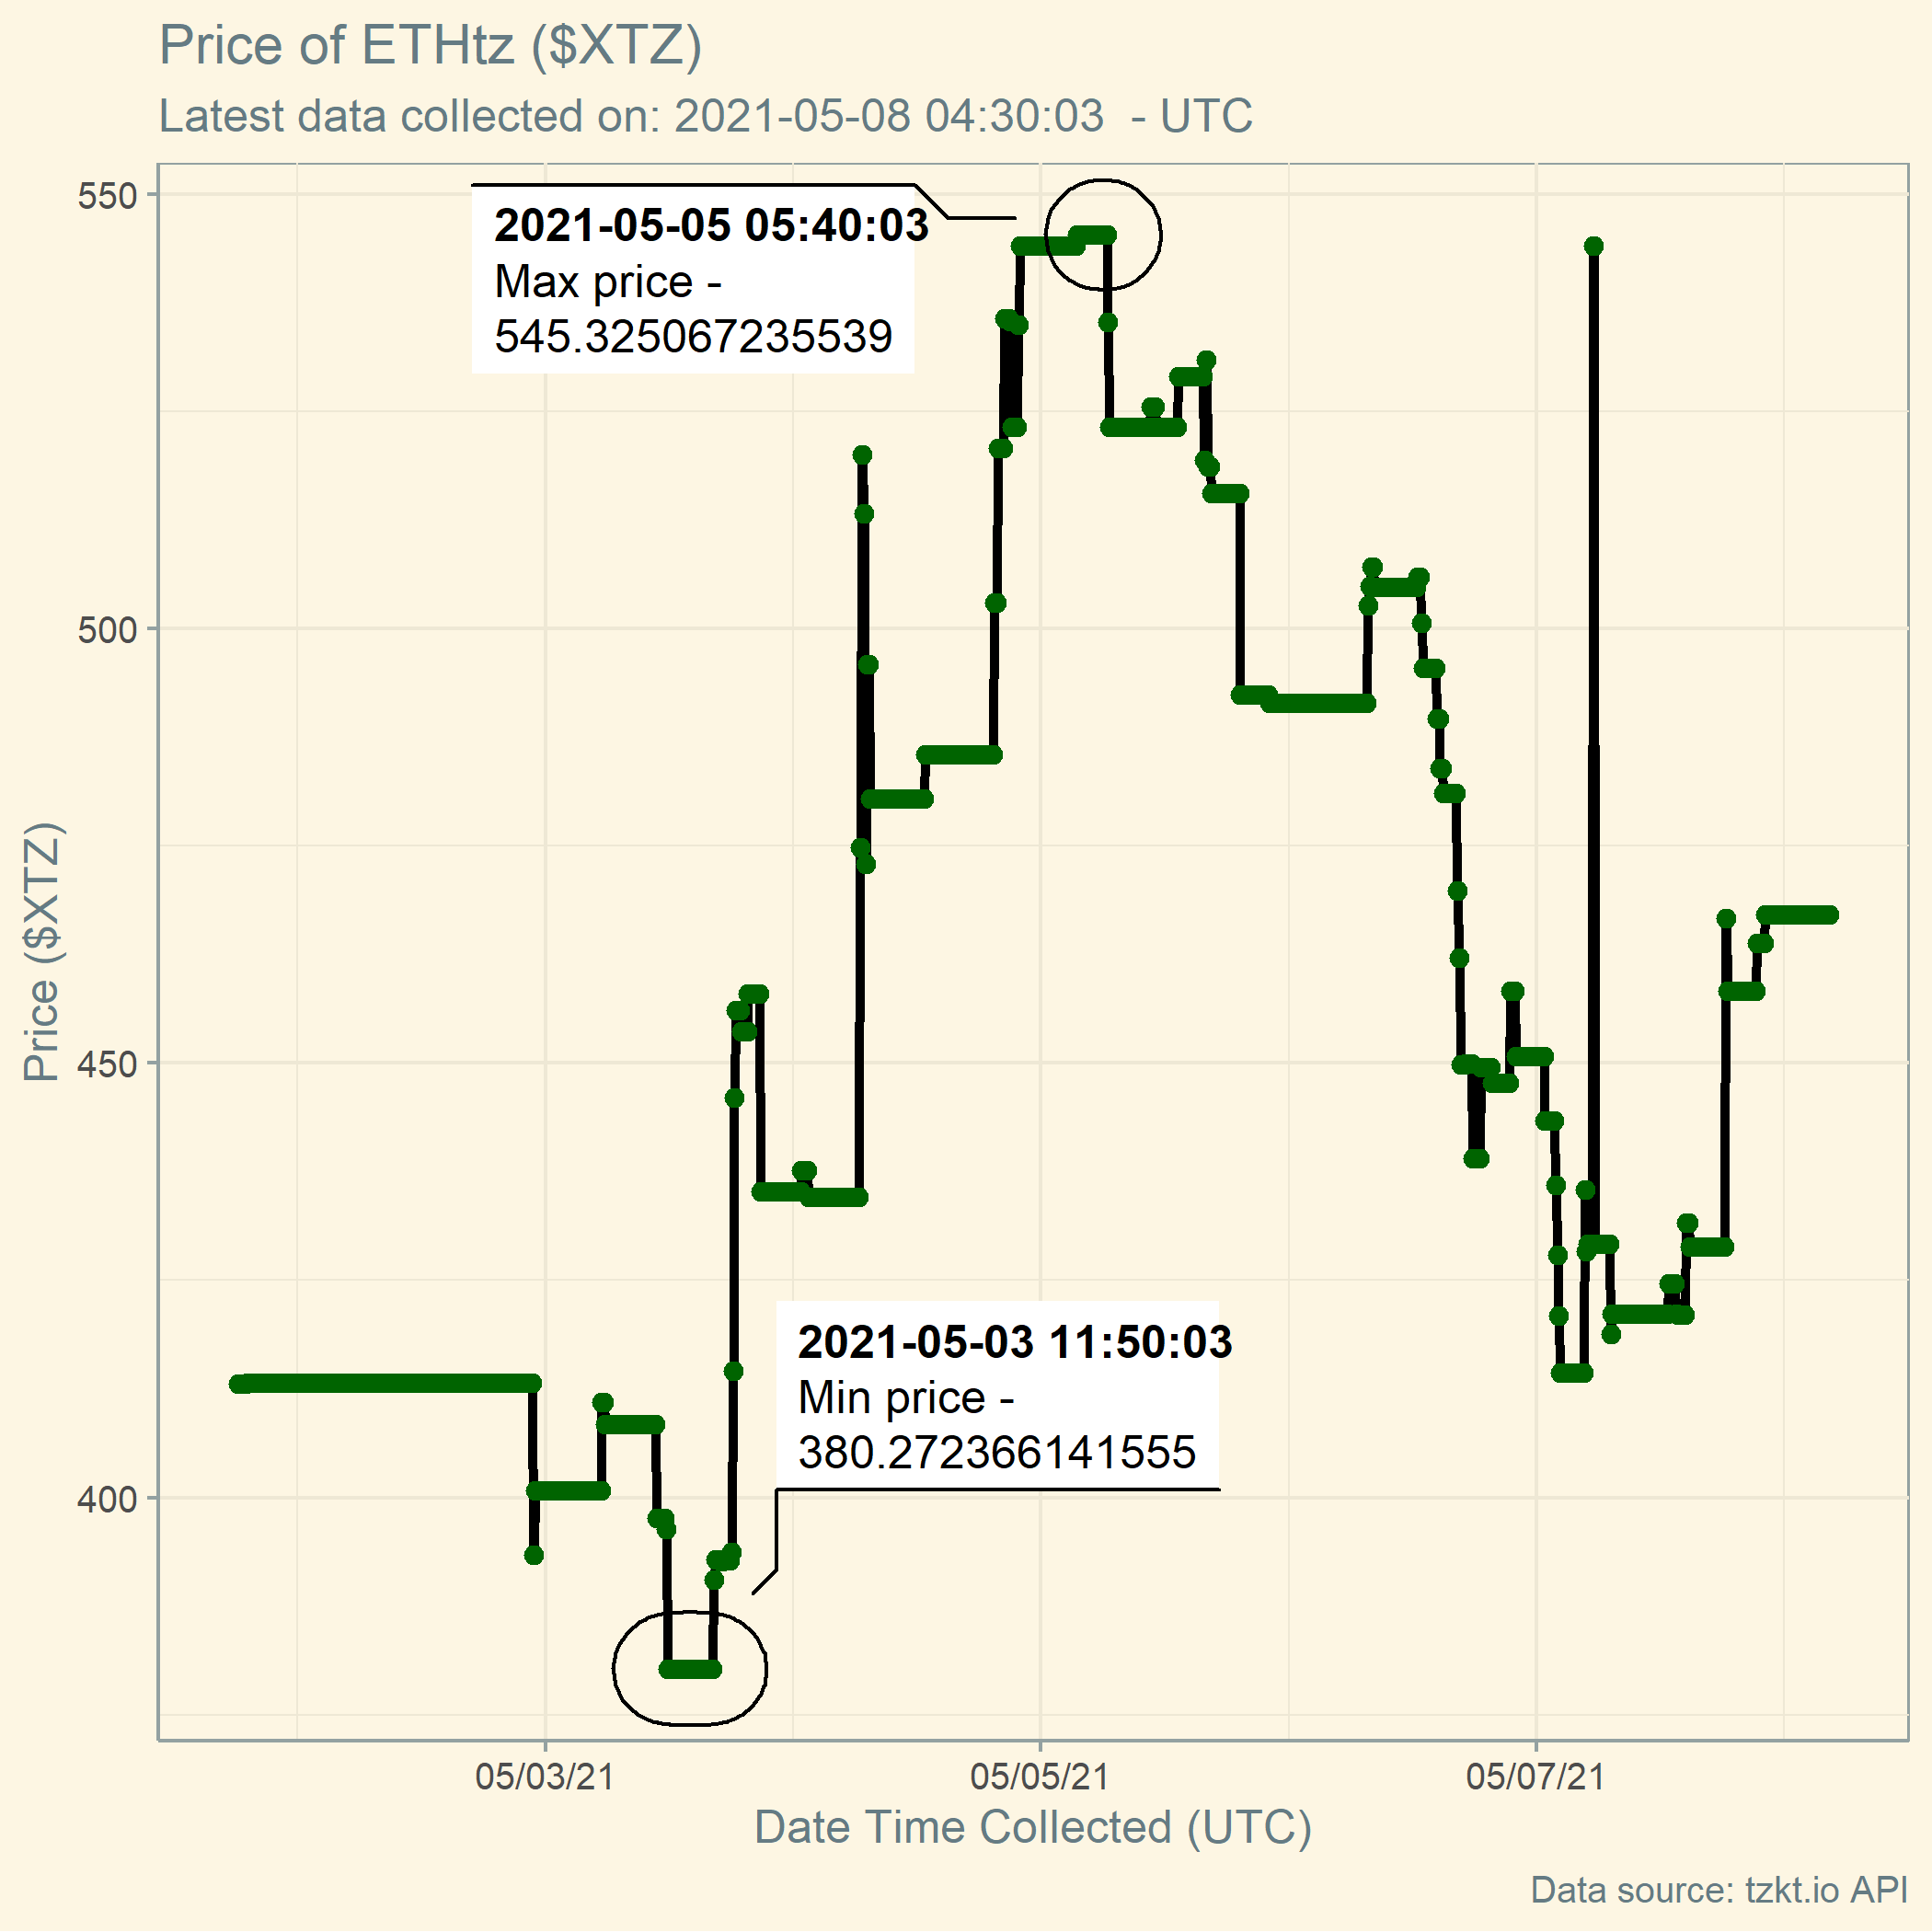 Price of ETHtz ($XTZ)
Latest data collected on: 2021-05-08 04:30:03  - UTC
550
2021-05-05 05:40:03
Max price -
545.325067235539
500
Price ($XTZ)
450
2021-05-03 11:50:03
Min price -
380.272366141555
400
05/03/21
05/05/21
05/07/21
Date Time Collected (UTC)
Data source: tzkt.io API